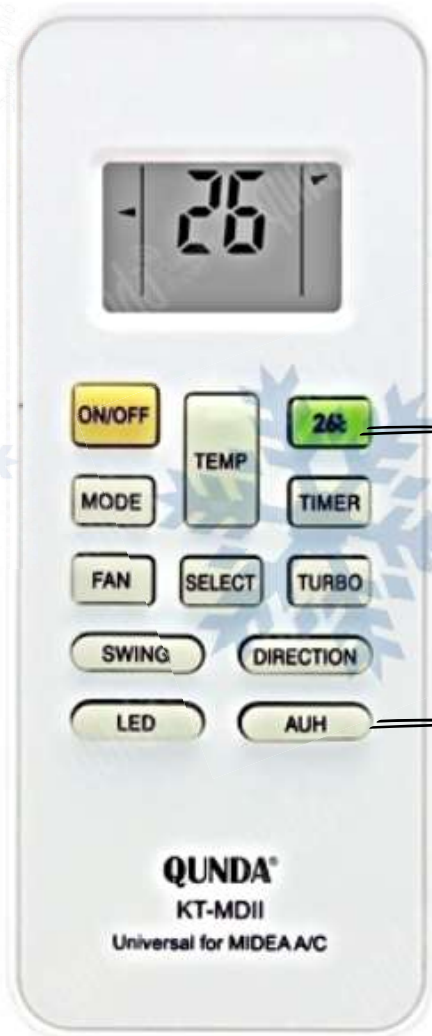 26
ON/OFF
TEMP
26℃
MODE
TIMER
FAN
SELECT
TURBO
SWING
DIRECTION
LED
AUH
QUNDA®
KT-MDII
Universal for MIDEA A/C